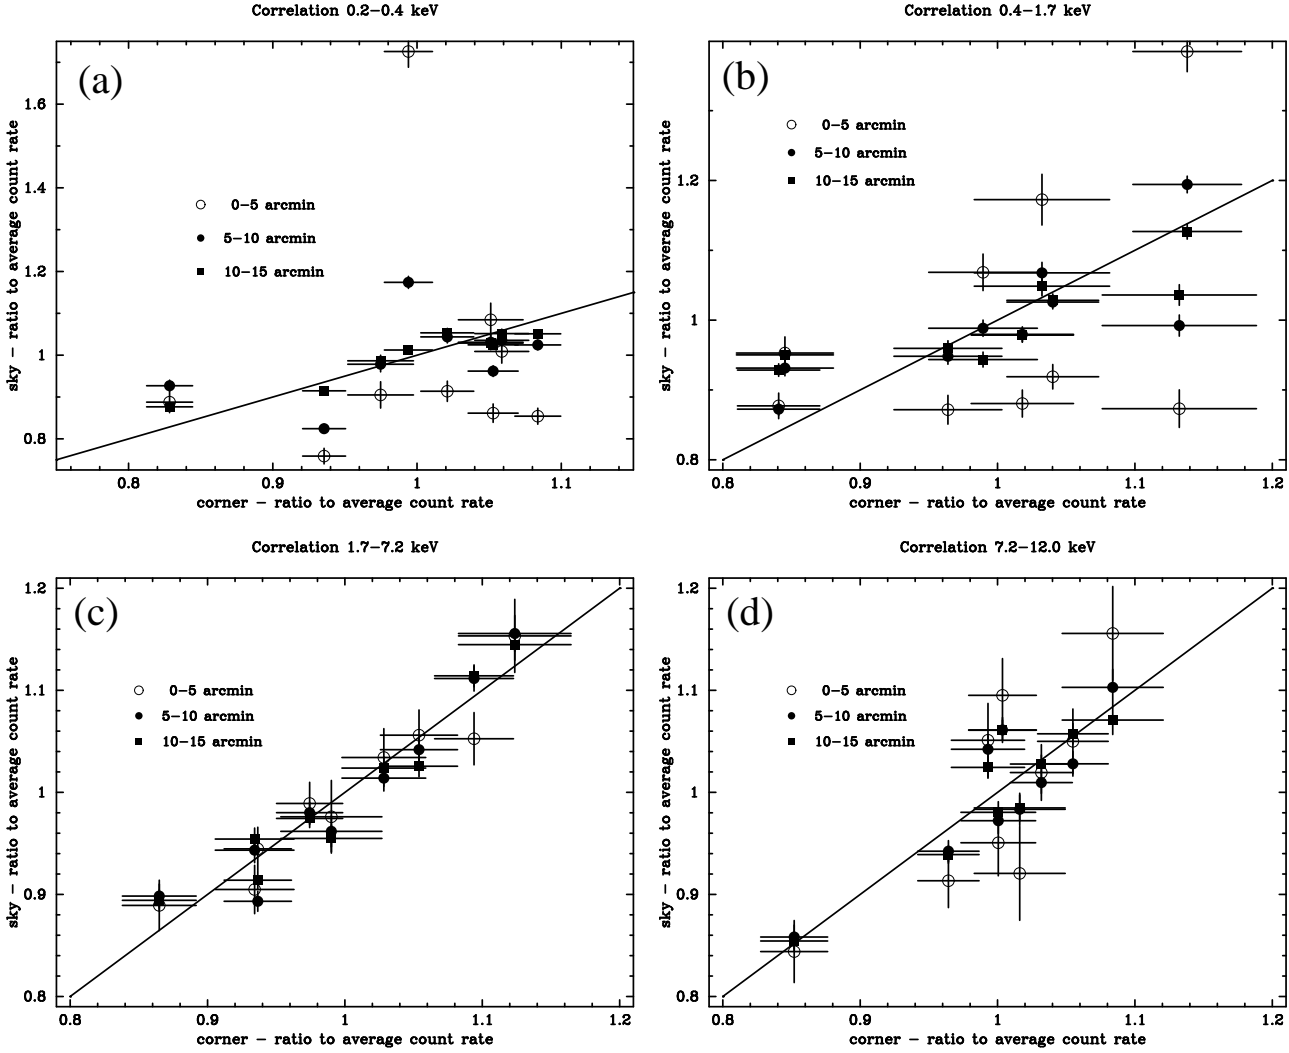 Correlation 0.2−0.4 keV
(a)
sky − ratio to average count rate
1.6
1.4
1.2
1
0.8
0−5 arcmin
5−10 arcmin
10−15 arcmin
0.8 0.9 1 1.1
corner − ratio to average count rate
Correlation 0.4−1.7 keV
(b)
sky − ratio to average count rate
1.2
1
0.8
0−5 arcmin
5−10 arcmin
10−15 arcmin
0.8 0.9 1 1.1 1.2
corner − ratio to average count rate
Correlation 1.7−7.2 keV
(c)
sky − ratio to average count rate
1.2
1.1
1
0.9
0.8
0−5 arcmin
5−10 arcmin
10−15 arcmin
0.8 0.9 1 1.1 1.2
corner − ratio to average count rate
Correlation 7.2−12.0 keV
(d)
sky − ratio to average count rate
1.2
1.1
1
0.9
0.8
0−5 arcmin
5−10 arcmin
10−15 arcmin
0.8 0.9 1 1.1 1.2
corner − ratio to average count rate